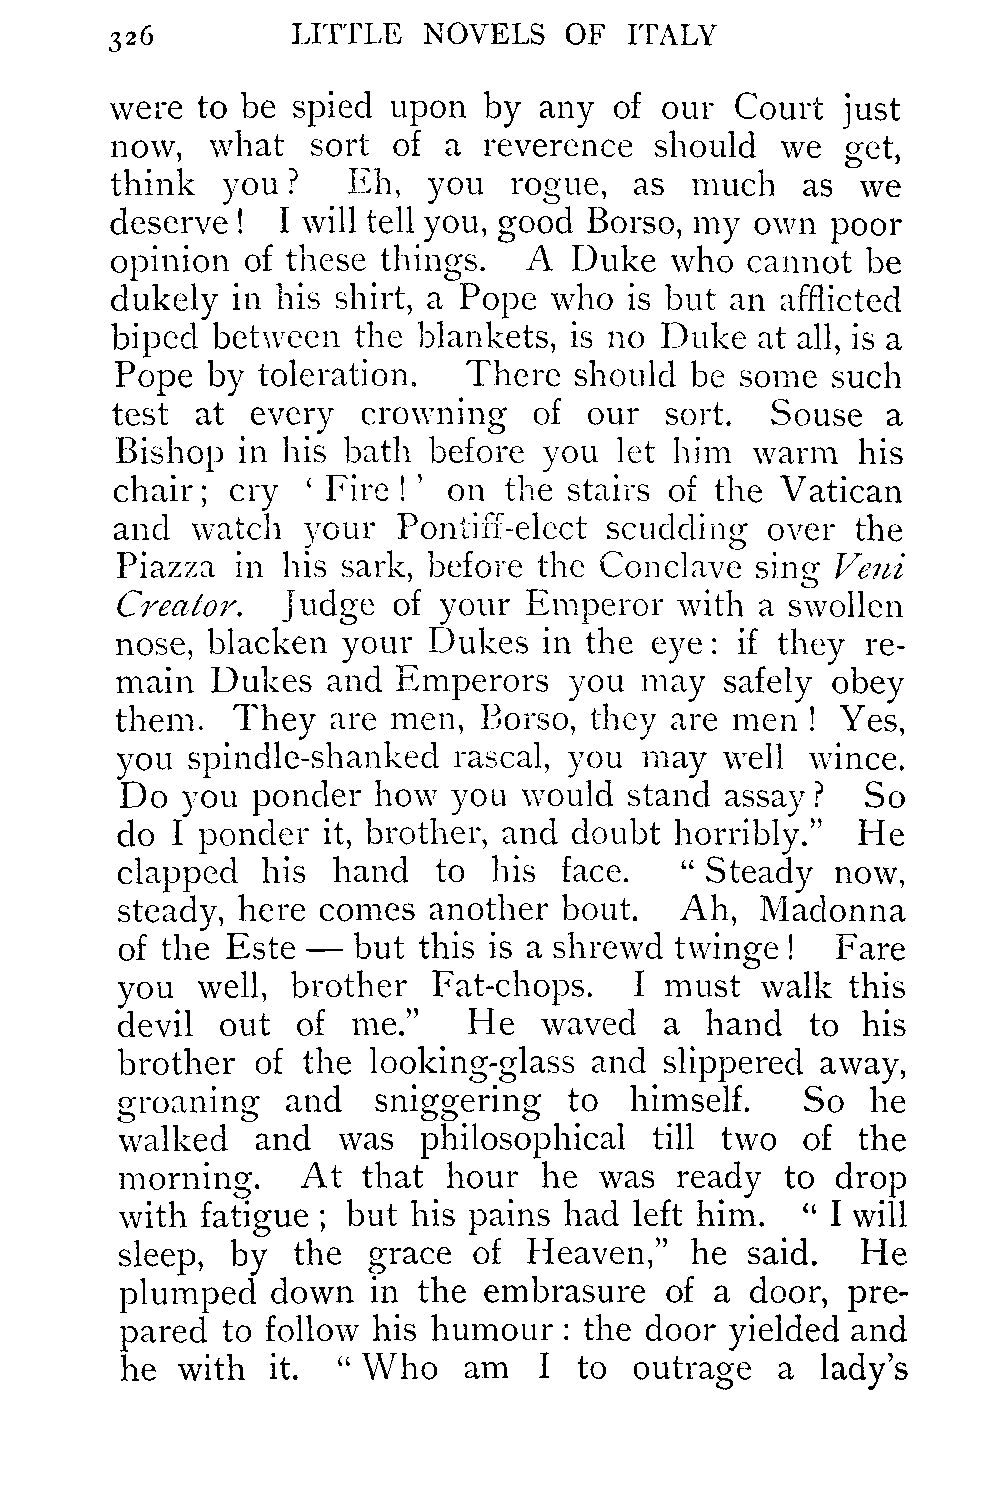 326 LITTLE NOVELS OF ITALY
were to be spied upon by any of our Court just
now, what sort of a reverence should we get,
think you? Eh, you rogue, as much as we
deserve! I will tell you, good Borso, my own poor
opinion of these things. A Duke who cannot be
dukely in his shirt, a Pope who is but an afflicted
biped between the blankets, is no Duke at all, is a
Pope by toleration. There should be some such
test at every crowning of our sort. Souse a
Bishop in his bath before you let him warm his
chair; cry ‘Fire!’ on the stairs of the Vatican
and watch your Pontiff-elect scudding over the
Piazza in his sark, before the Conclave sing Veni
Creator. Judge of your Emperor with a swollen
nose, blacken your Dukes in the eye: if they re-
main Dukes and Emperors you may safely obey
them. They are men, Borso, they are men! Yes,
you spindle-shanked rascal, you may well wince.
Do you ponder how you would stand assay? So
do I ponder it, brother, and doubt horribly.” He
clapped his hand to his face. “Steady now,
steady, here comes another bout. Ah, Madonna
of the Este — but this is a shrewd twinge! Fare
you well, brother Fat-chops. I must walk this
devil out of me.” He waved a hand to his
brother of the looking-glass and slippered away,
groaning and sniggering to himself. So he
walked and was philosophical till two of the
morning. At that hour he was ready to drop
with fatigue; but his pains had left him. “I will
sleep, by the grace of Heaven,” he said. He
plumped down in the embrasure of a door, pre-
pared to follow his humour: the door yielded and
he with it. “Who am I to outrage a lady’s